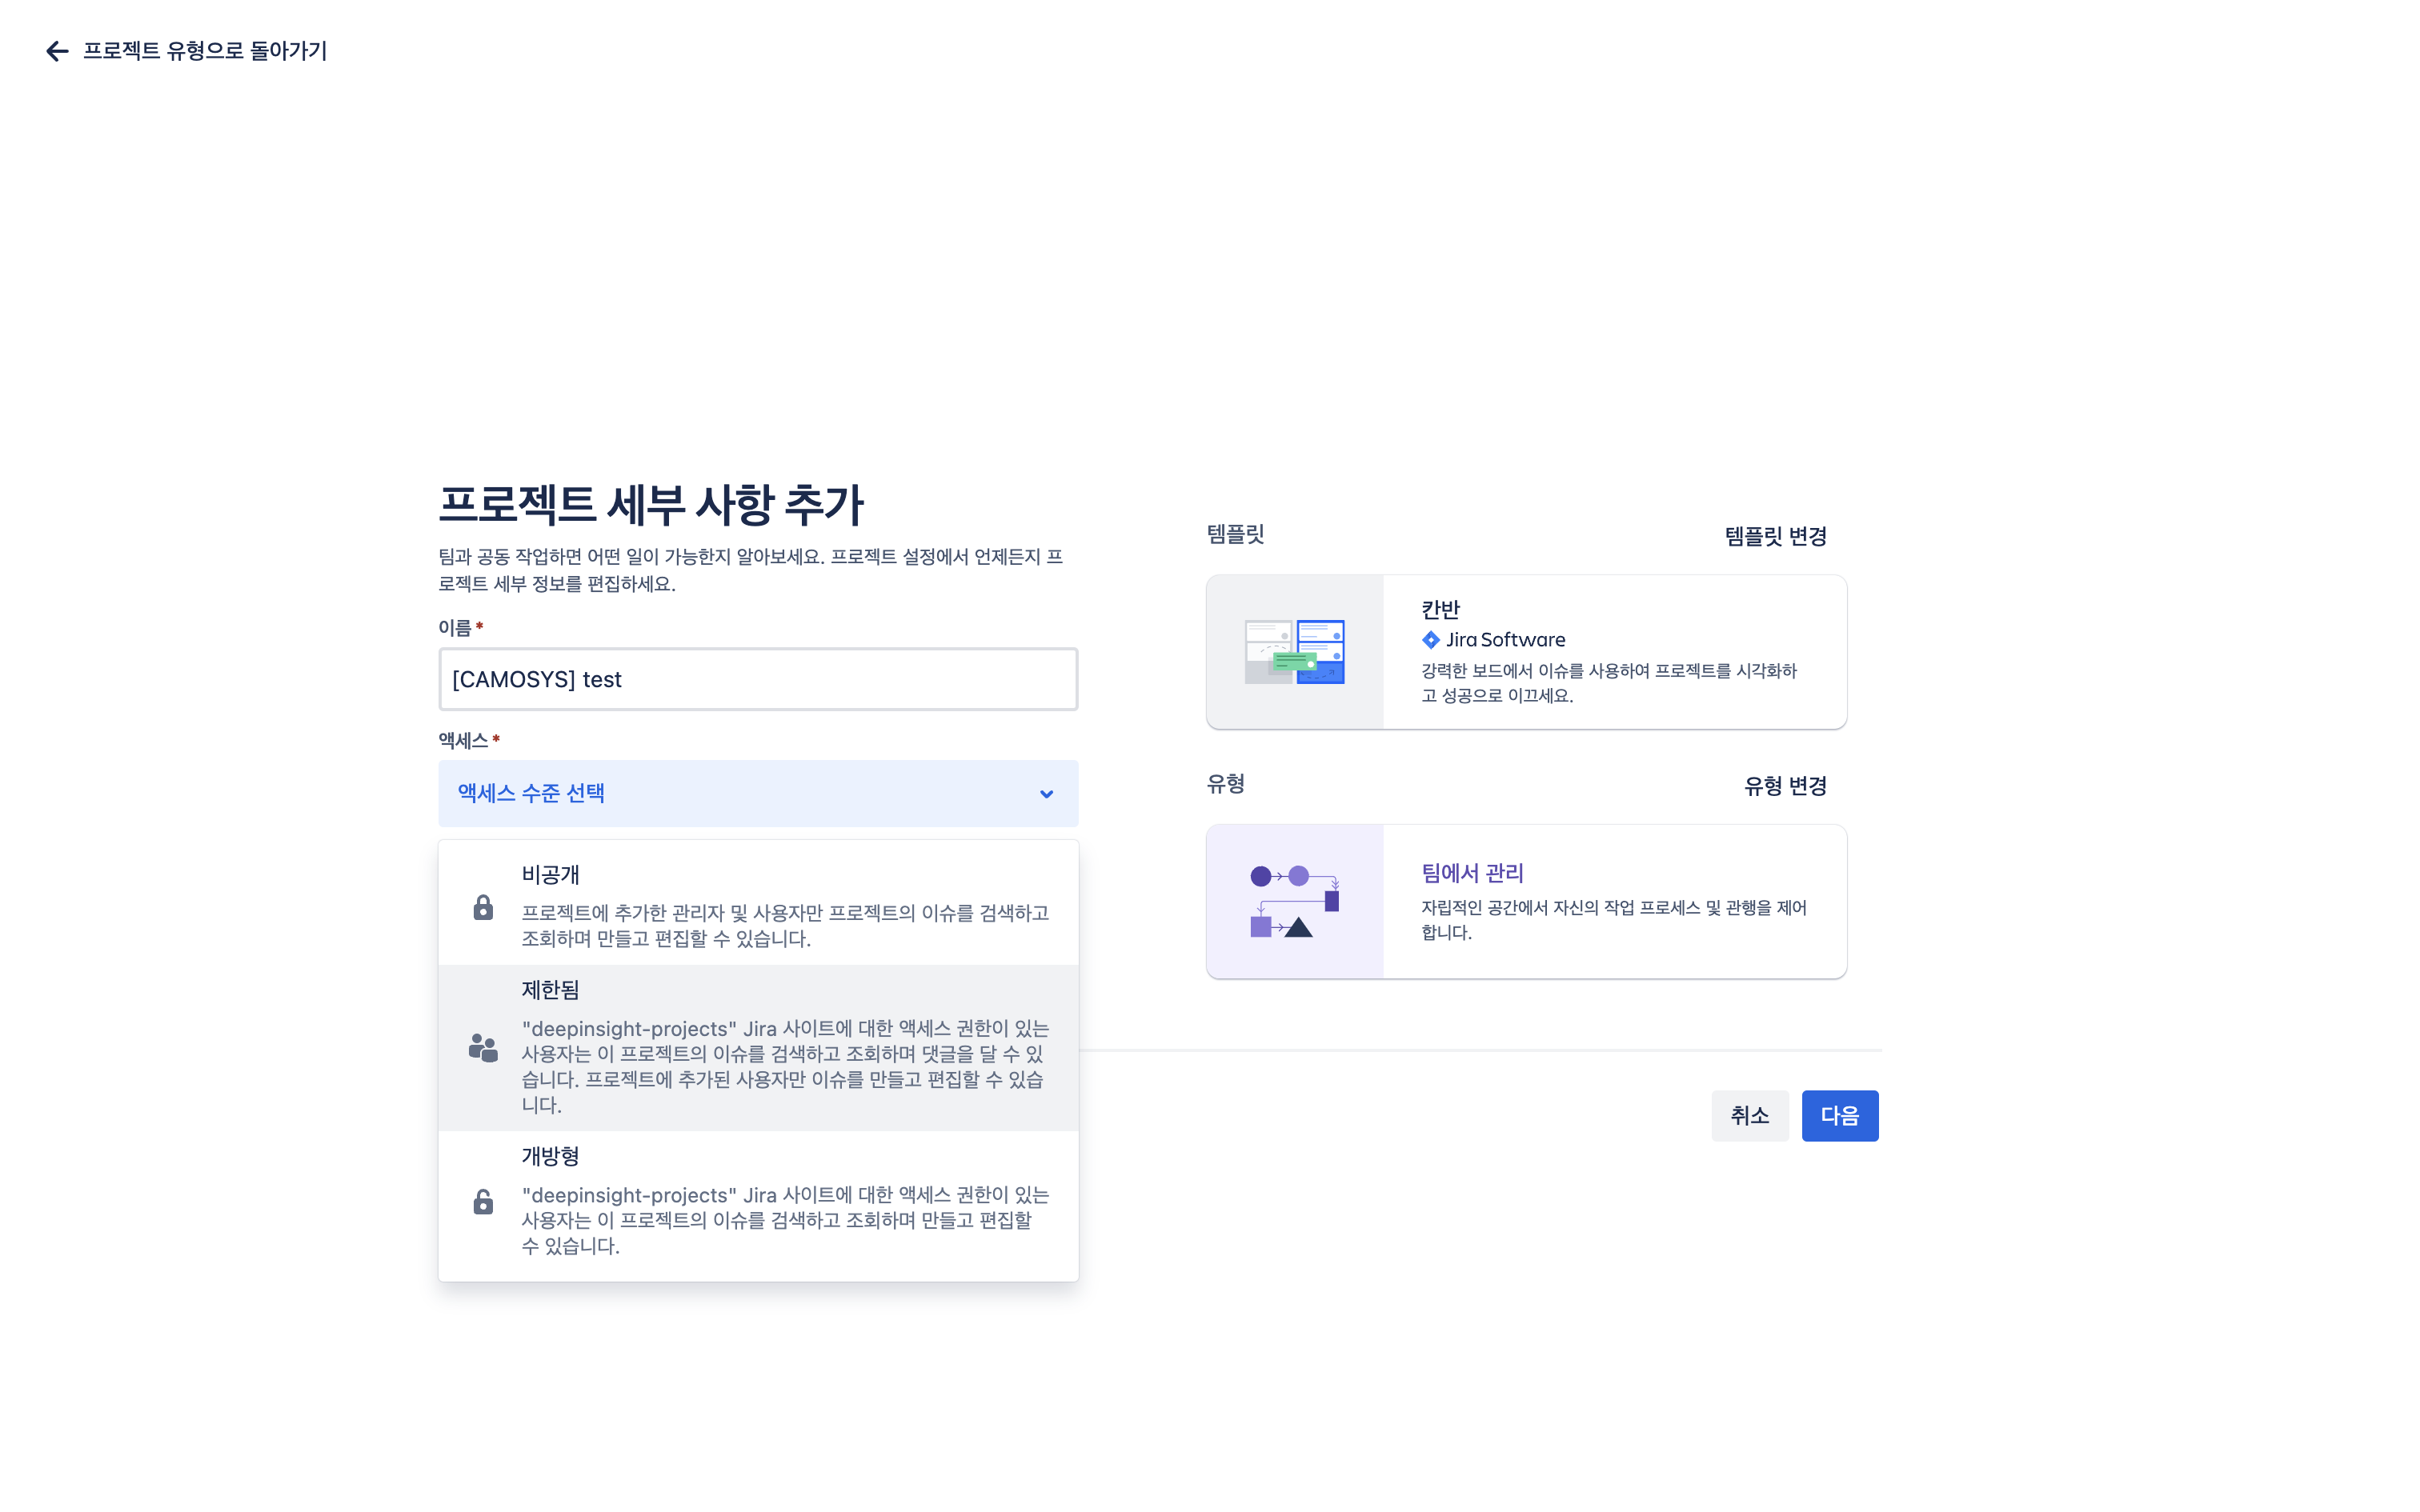 프로젝트 유형으로 돌아가기
프로젝트 세부 사항 추가
팀과 공동 작업하면 어떤 일이 가능한지 알아보세요. 프로젝트 설정에서 언제든지 프
로젝트 세부 정보를 편집하세요.
이름 *
[CAMOSYS] test
액세스 *
액세스 수준 선택
비공개
프로젝트에 추가한 관리자 및 사용자만 프로젝트의 이슈를 검색하고
조회하며 만들고 편집할 수 있습니다.
제한됨
"deepinsight-projects" Jira 사이트에 대한 액세스 권한이 있는
사용자는 이 프로젝트의 이슈를 검색하고 조회하며 댓글을 달 수 있
습니다. 프로젝트에 추가된 사용자만 이슈를 만들고 편집할 수 있습
니다.
개방형
"deepinsight-projects" Jira 사이트에 대한 액세스 권한이 있는
사용자는 이 프로젝트의 이슈를 검색하고 조회하며 만들고 편집할
수 있습니다.
템플릿
템플릿 변경
칸반
Jira Software
강력한 보드에서 이슈를 사용하여 프로젝트를 시각화하
고 성공으로 이끄세요.
유형
유형 변경
팀에서 관리
자립적인 공간에서 자신의 작업 프로세스 및 관행을 제어
합니다.
취소
다음